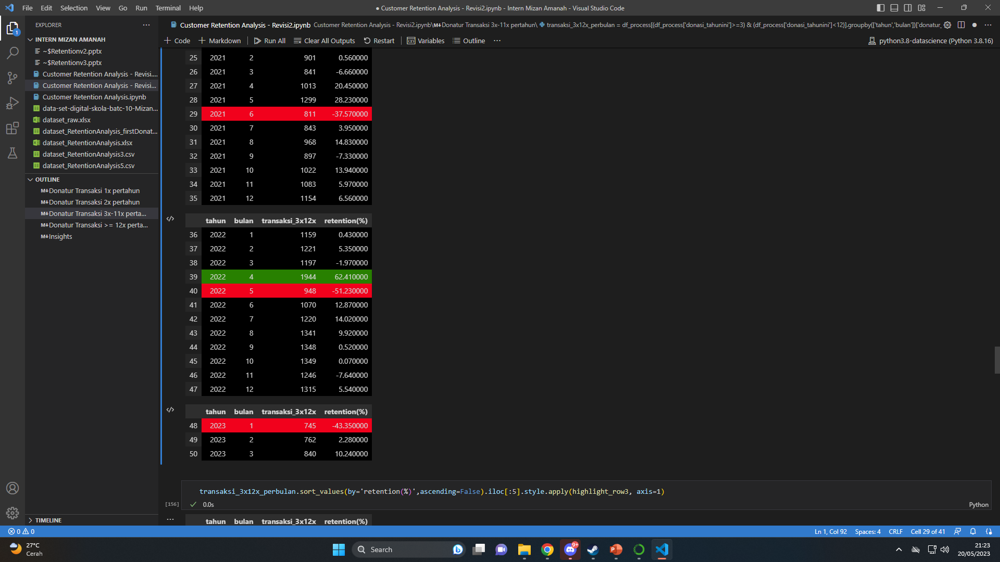 File Edit Selection View Go Run Terminal Help
● Customer Retention Analysis - Revisi2.ipynb - Intern Mizan Amanah - Visual Studio Code
EXPLORER
INTERN MIZAN AMANAH
~$Retentionv2.pptx
~$Retentionv3.pptx
Customer Retention Analysis - Revisi....
Customer Retention Analysis - Revisi...
Customer Retention Analysis.ipynb
data-set-digital-skola-batc-10-Mizan...
dataset_raw.xlsx
dataset_RetentionAnalysis_firstDonat...
dataset_RetentionAnalysis.xlsx
dataset_RetentionAnalysis3.csv
dataset_RetentionAnalysis5.csv
OUTLINE
M↓Donatur Transaksi 1x pertahun
M↓Donatur Transaksi 2x pertahun
M↓Donatur Transaksi 3x-11x perta...
M↓Donatur Transaksi >= 12x perta...
M↓Insights
TIMELINE
1
Customer Retention Analysis - Revisi2.ipynb Customer Retention Analysis - Revisi2.ipynb\M↓Donatur Transaksi 3x-11x pertahun\ transaksi_3x12x_perbulan = df_process[(df_process['donasi_tahunini']>=3) & (df_process['donasi_tahunini']<12)].groupby(['tahun','bulan'])['donatur_
Code Markdown Run All Clear All Outputs Restart Variables Outline ... python3.8-datascience (Python 3.8.16)
25 2021 2 901 0.560000
26 2021 3 841 -6.660000
27 2021 4 1013 20.450000
28 2021 5 1299 28.230000
29 2021 6 811 -37.570000
30 2021 7 843 3.950000
31 2021 8 968 14.830000
32 2021 9 897 -7.330000
33 2021 10 1022 13.940000
34 2021 11 1083 5.970000
35 2021 12 1154 6.560000
tahun bulan transaksi_3x12x retention(%)
36 2022 1 1159 0.430000
37 2022 2 1221 5.350000
38 2022 3 1197 -1.970000
39 2022 4 1944 62.410000
40 2022 5 948 -51.230000
41 2022 6 1070 12.870000
42 2022 7 1220 14.020000
43 2022 8 1341 9.920000
44 2022 9 1348 0.520000
45 2022 10 1349 0.070000
46 2022 11 1246 -7.640000
47 2022 12 1315 5.540000
tahun bulan transaksi_3x12x retention(%)
48 2023 1 745 -43.350000
49 2023 2 762 2.280000
50 2023 3 840 10.240000
transaksi_3x12x_perbulan.sort_values(by='retention(%)',ascending=False).iloc[:5].style.apply(highlight_row3, axis=1)
[156] 0.0s Python
tahun bulan transaksi_3x12x retention(%)
0 0 Ln 1, Col 92 Spaces: 4 CRLF Cell 29 of 41
27°C
Cerah
Search
9+
21:23
20/05/2023